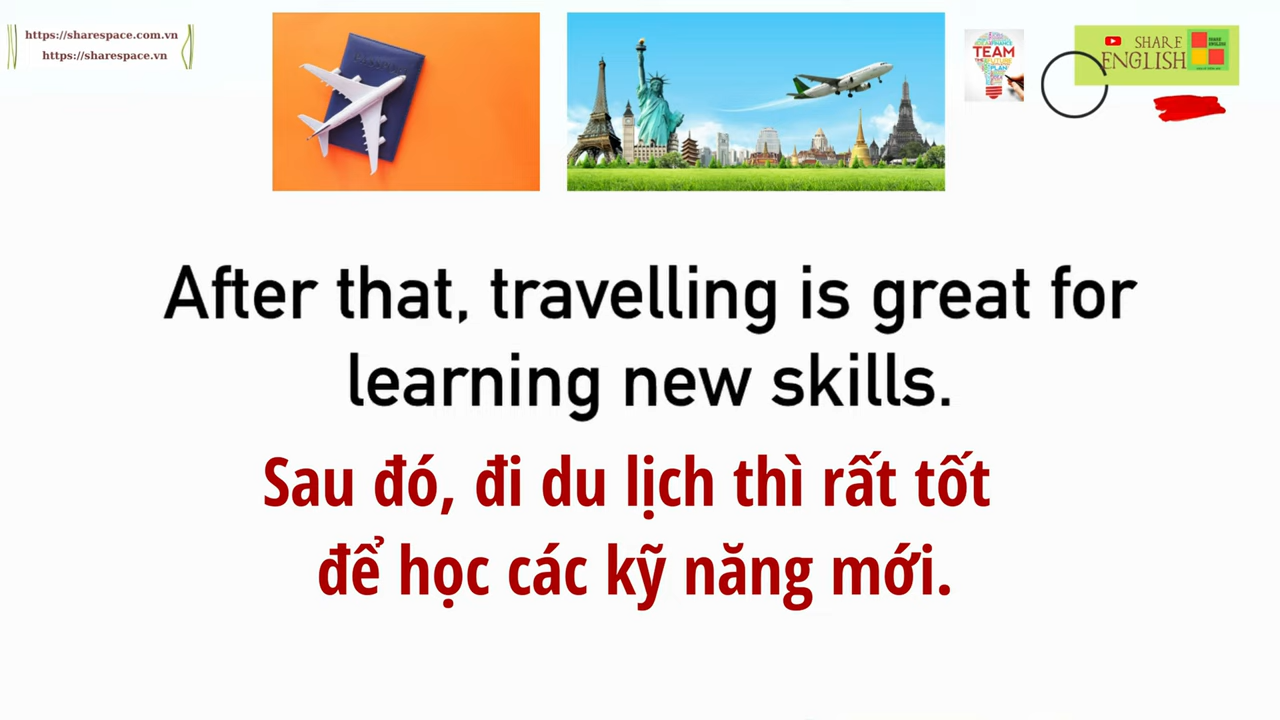 https://sharespace.com.vn
https://sharespace.vn
TEAM
PLAN
SHARE
ENGLISH
After that, travelling is great for
learning new skills.
Sau đó, đi du lịch thì rất tốt
để học các kỹ năng mới.